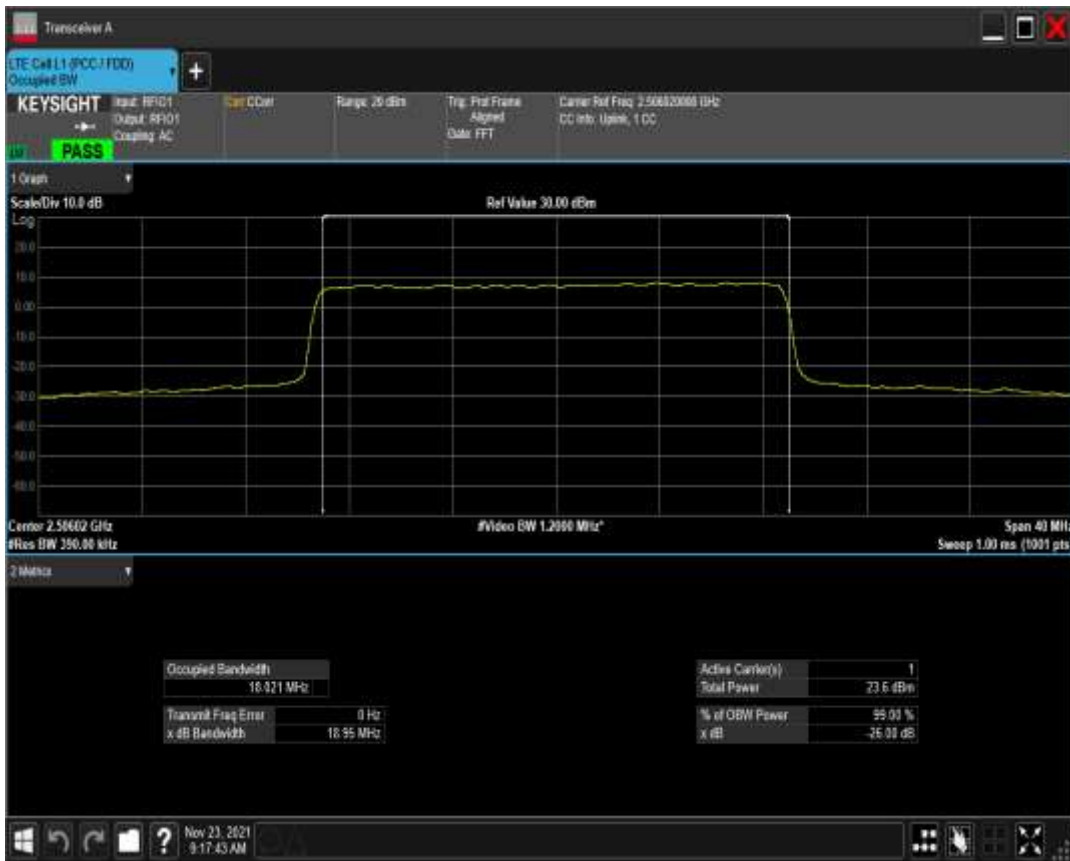 Transceiver A
LTE Cell L1 (PCC / FDD)
Occupied BW
+
KEYSIGHT
Input: RFIO1
Output: RFIO1
Coupling: AC
Corr CCorr
Range: 20 dBm
Trig: Prd Frame
Aligned
Gate: FFT
Carrier Ref Freq: 2.506020000 GHz
CC Info: Uplink, 1 CC
PASS
1 Graph
Scale/Div 10.0 dB
Ref Value 30.00 dBm
Log
20.0
10.0
0.00
-10.0
-20.0
-30.0
-40.0
-50.0
-60.0
Center 2.50602 GHz
#Video BW 1.2000 MHz*
Span 40 MHz
#Res BW 390.00 kHz
Sweep 1.00 ms (1001 pts
2 Metrics
Occupied Bandwidth
18.021 MHz
Transmit Freq Error 0 Hz
x dB Bandwidth 18.95 MHz
Active Carrier(s) 1
Total Power 23.6 dBm
% of OBW Power 99.00 %
x dB -26.00 dB
?
Nov 23, 2021
9:17:43 AM